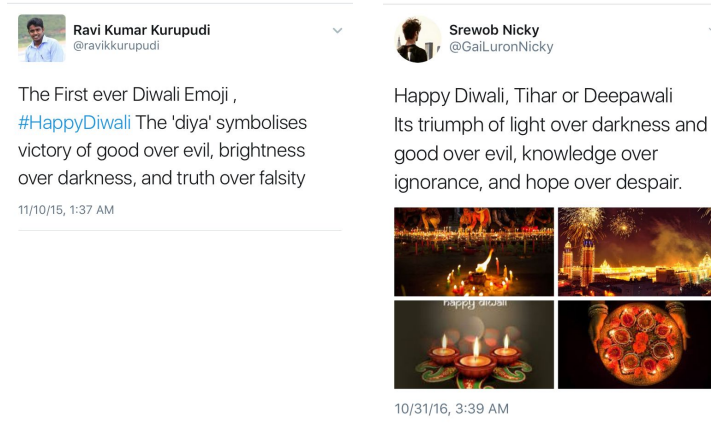 Ravi Kumar Kurupudi
@ravikkurupudi
The First ever Diwali Emoji ,
#HappyDiwali The 'diya' symbolises
victory of good over evil, brightness
over darkness, and truth over falsity
11/10/15, 1:37 AM
Srewob Nicky
@GaiLuronNicky
Happy Diwali, Tihar or Deepawali
Its triumph of light over darkness and
good over evil, knowledge over
ignorance, and hope over despair.
happy diwali
10/31/16, 3:39 AM